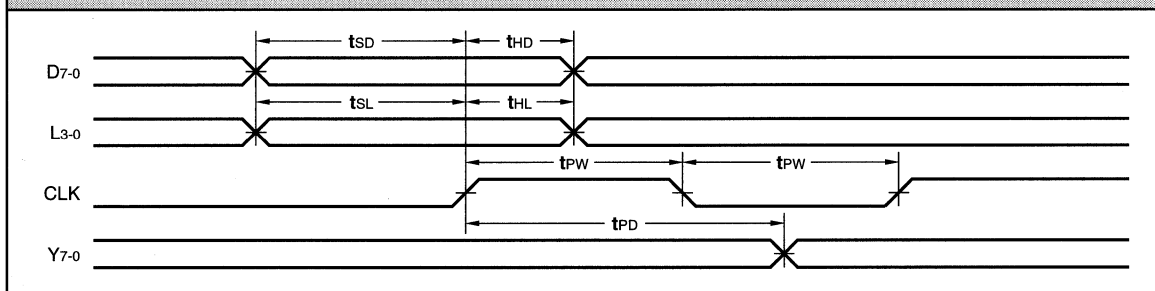 tSD tHD
D7-0
tSL tHL
L3-0
tPW tPW
CLK
tPD
Y7-0